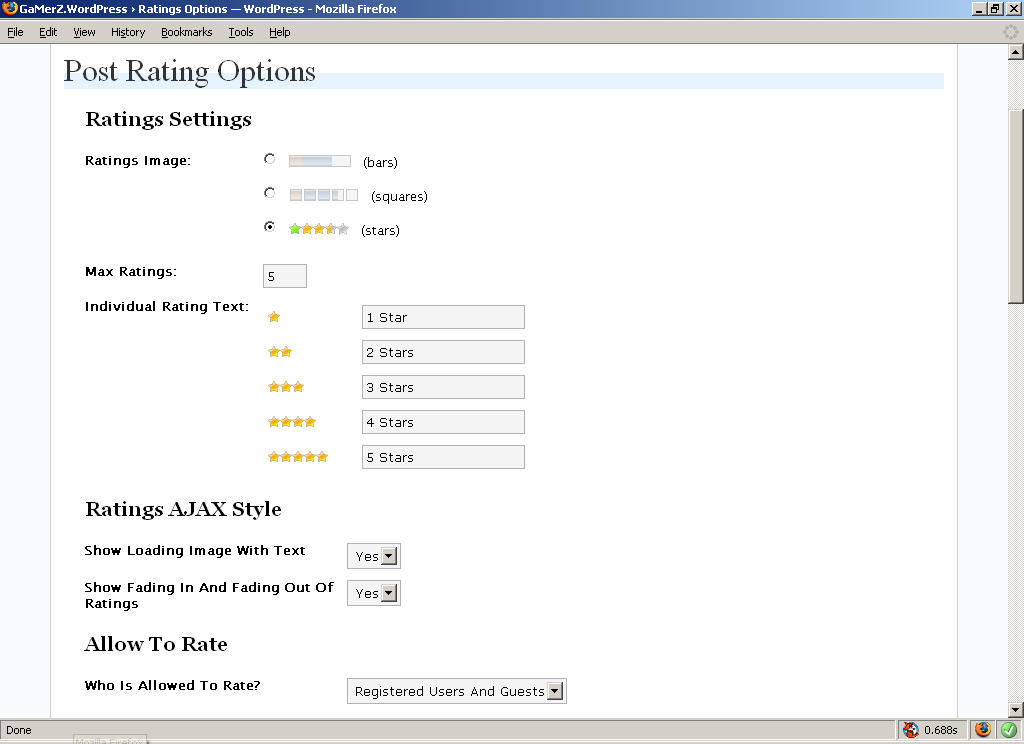 GaMerZ.WordPress › Ratings Options — WordPress - Mozilla Firefox
File Edit View History Bookmarks Tools Help
Post Rating Options
Ratings Settings
Ratings Image:
(bars)
(squares)
(stars)
Max Ratings:
5
Individual Rating Text:
1 Star
2 Stars
3 Stars
4 Stars
5 Stars
Ratings AJAX Style
Show Loading Image With Text
Yes
Show Fading In And Fading Out Of
Ratings
Yes
Allow To Rate
Who Is Allowed To Rate?
Registered Users And Guests
Done
0.688s
Mozilla Firefox